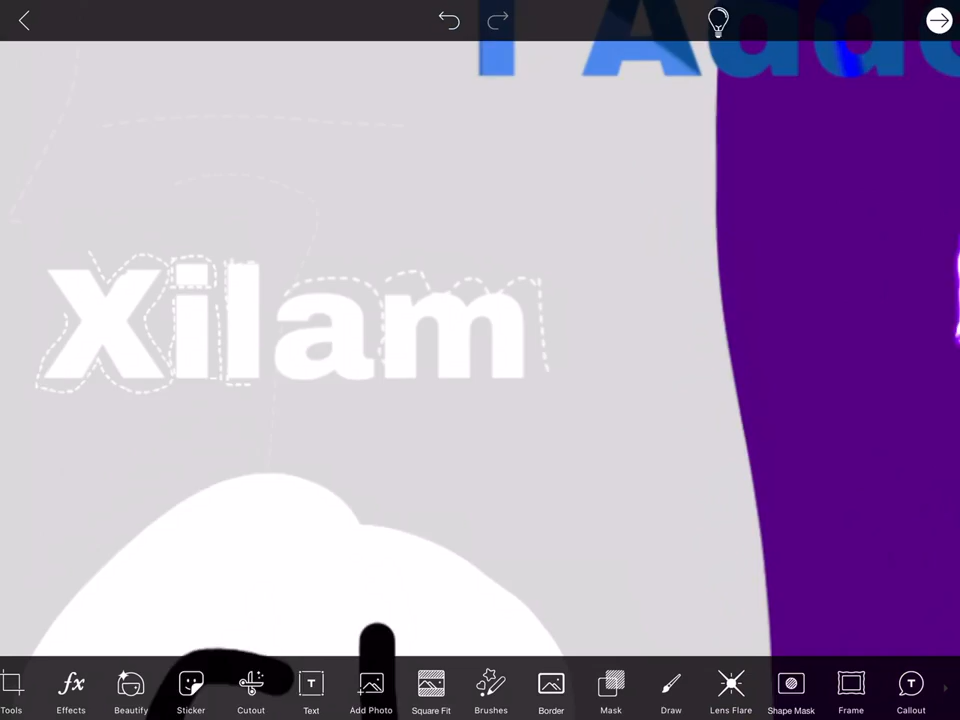 I Add
Xilam
Tools Effects Beautify Sticker Cutout Text Add Photo Square Fit Brushes Border Mask Draw Lens Flare Shape Mask Frame Callout